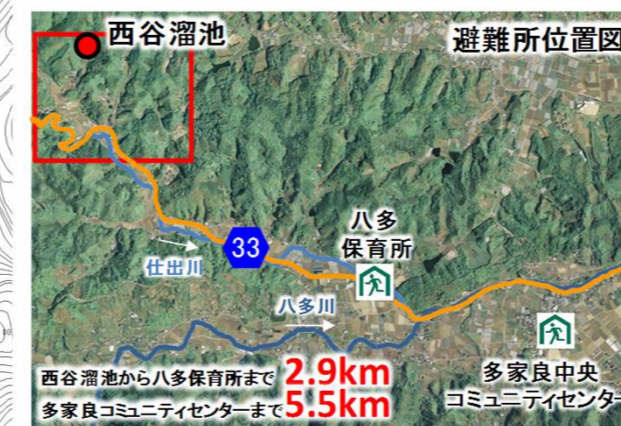 西谷溜池
避難所位置図
八多
保育所
33
仕出川
八多川
西谷溜池から八多保育所まで 2.9km
多家良コミュニティセンターまで 5.5km
多家良中央
コミュニティセンター